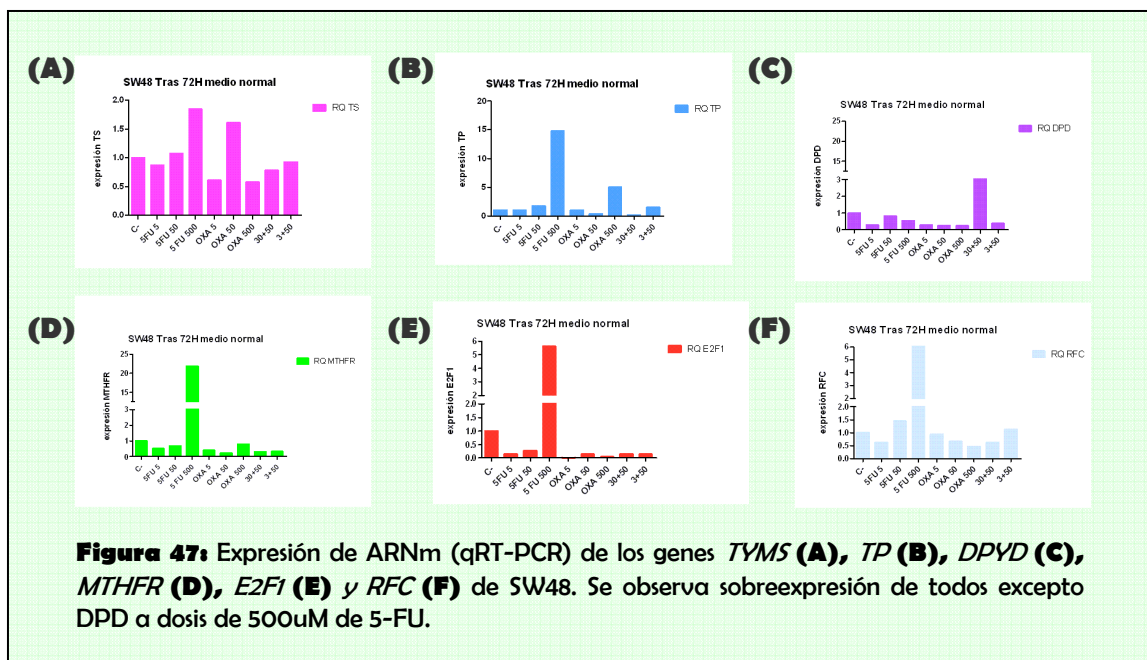 (A)
SW48 Tras 72H medio normal
RQ TS
expresión TS
2.0
1.5
1.0
0.5
0.0
C-
5FU 5
5FU 50
5 FU 500
OXA 5
OXA 50
OXA 500
30+50
3+50
(B)
SW48 Tras 72H medio normal
RQ TP
expresión TP
20
15
10
5
0
C-
5FU 5
5FU 50
5 FU 500
OXA 5
OXA 50
OXA 500
30+50
3+50
(C)
SW48 Tras 72H medio normal
RQ DPD
expresión DPD
25
20
15
3
2
1
0
C-
5FU 5
5FU 50
5 FU 500
OXA 5
OXA 50
OXA 500
30+50
3+50
(D)
SW48 Tras 72H medio normal
RQ MTHFR
expresión MTHFR
25
20
15
10
5
3
2
1
0
C-
5FU 5
5FU 50
5 FU 500
OXA 5
OXA 50
OXA 500
30+50
3+50
(E)
SW48 Tras 72H medio normal
RQ E2F1
expresión E2F1
6
5
4
3
2
2.0
1.5
1.0
0.5
0.0
C-
5FU 5
5FU 50
5 FU 500
OXA 5
OXA 50
OXA 500
30+50
3+50
(F)
SW48 Tras 72H medio normal
RQ RFC
expresión RFC
6
5
4
3
2
2.0
1.5
1.0
0.5
0.0
C-
5FU 5
5FU 50
5 FU 500
OXA 5
OXA 50
OXA 500
30+50
3+50
Figura 47: Expresión de ARNm (qRT-PCR) de los genes TYMS (A), TP (B), DPYD (C),
MTHFR (D), E2F1 (E) y RFC (F) de SW48. Se observa sobreexpresión de todos excepto
DPD a dosis de 500uM de 5-FU.